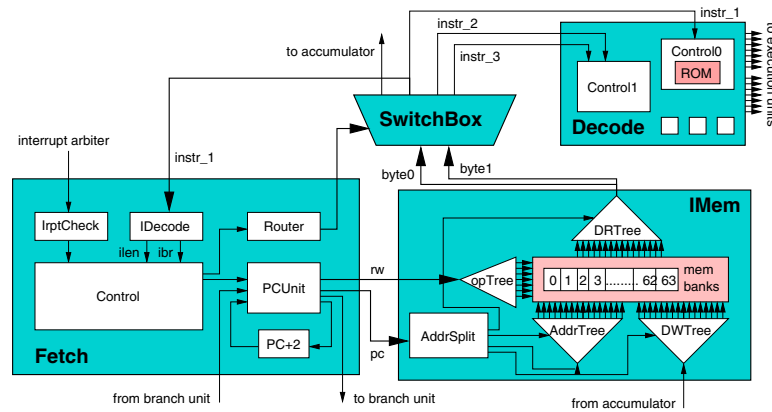 instr_1
instr_2
to accumulator
instr_3
Control0
ROM
Control1
to execution units
Decode
SwitchBox
interrupt arbiter
instr_1
byte0
byte1
IMem
IrptCheck
IDecode
Router
DRTree
ilen
ibr
Control
PCUnit
rw
opTree
0 1 2 3 ......... 62 63
mem
banks
PC+2
pc
AddrSplit
AddrTree
DWTree
Fetch
from branch unit
to branch unit
from accumulator